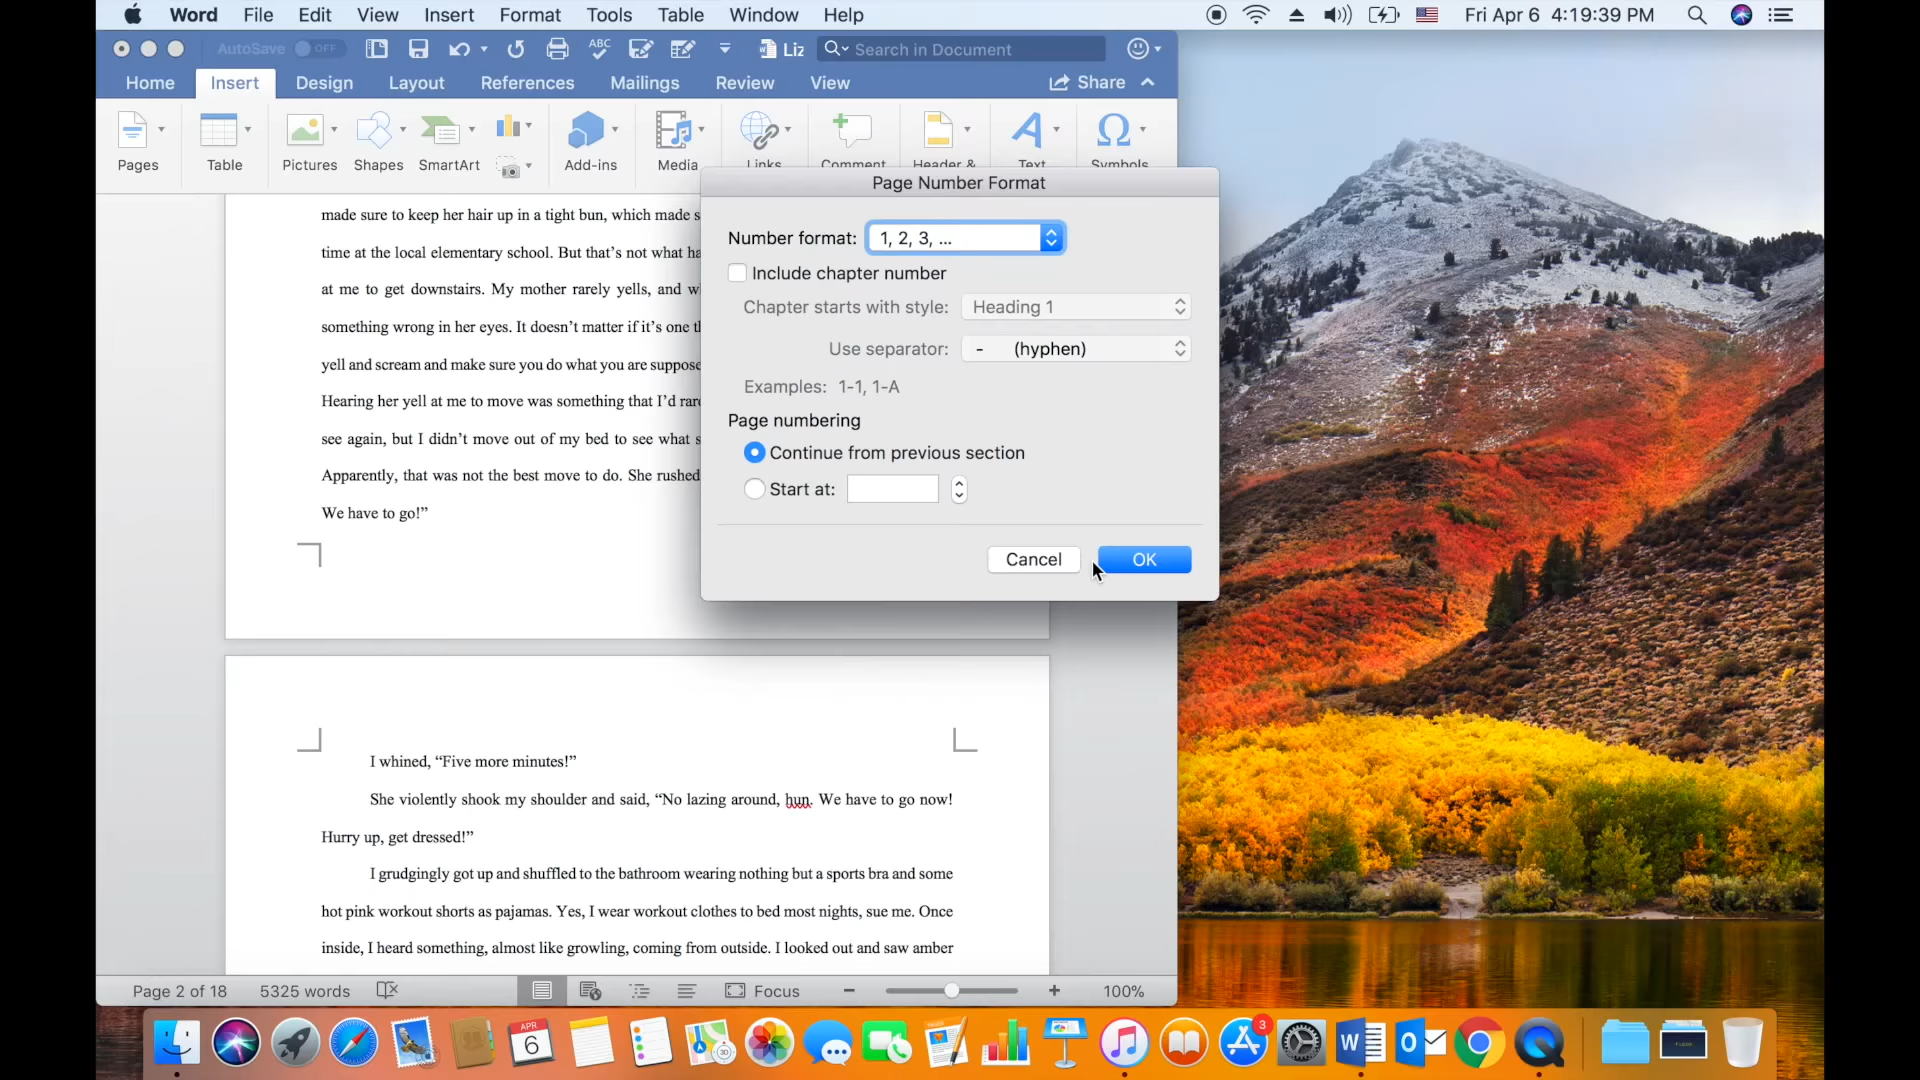 Word File Edit View Insert Format Tools Table Window Help Fri Apr 6 4:19:39 PM
AutoSave OFF ABC Liz Search in Document
Home Insert Design Layout References Mailings Review View Share
Pages Table Pictures Shapes SmartArt Add-ins Media Links Comment Header & Text Symbols
Page Number Format
Number format: 1, 2, 3, ...
Include chapter number
Chapter starts with style: Heading 1
Use separator: - (hyphen)
Examples: 1-1, 1-A
Page numbering
Continue from previous section
Start at:
Cancel OK
made sure to keep her hair up in a tight bun, which made s
time at the local elementary school. But that’s not what ha
at me to get downstairs. My mother rarely yells, and w
something wrong in her eyes. It doesn’t matter if it’s one th
yell and scream and make sure you do what you are suppose
Hearing her yell at me to move was something that I’d rare
see again, but I didn’t move out of my bed to see what s
Apparently, that was not the best move to do. She rushed
We have to go!”
I whined, “Five more minutes!”
She violently shook my shoulder and said, “No lazing around, hun. We have to go now!
Hurry up, get dressed!”
I grudgingly got up and shuffled to the bathroom wearing nothing but a sports bra and some
hot pink workout shorts as pajamas. Yes, I wear workout clothes to bed most nights, sue me. Once
inside, I heard something, almost like growling, coming from outside. I looked out and saw amber
Page 2 of 18 5325 words Focus 100%
APR
6
3